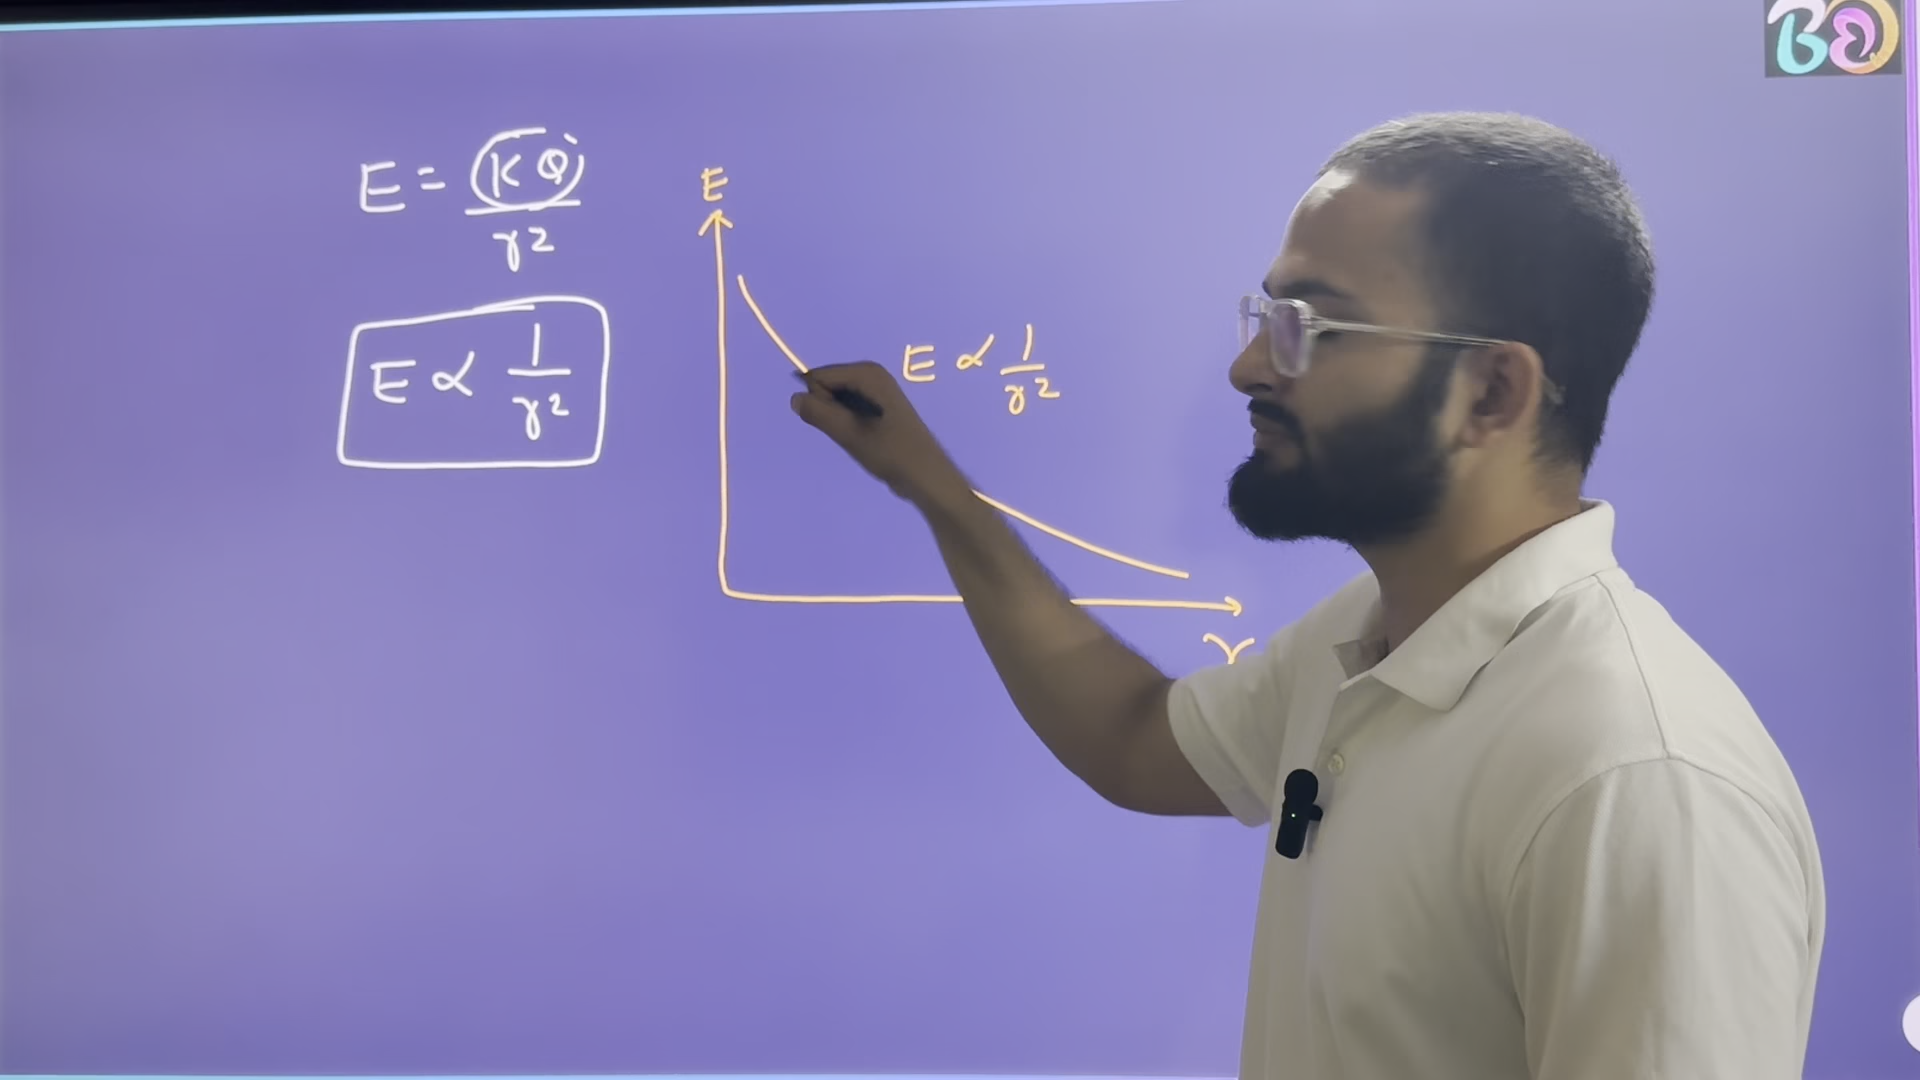 E = KQ / r²
E ∝ 1 / r²
E
E ∝ 1 / r²
r